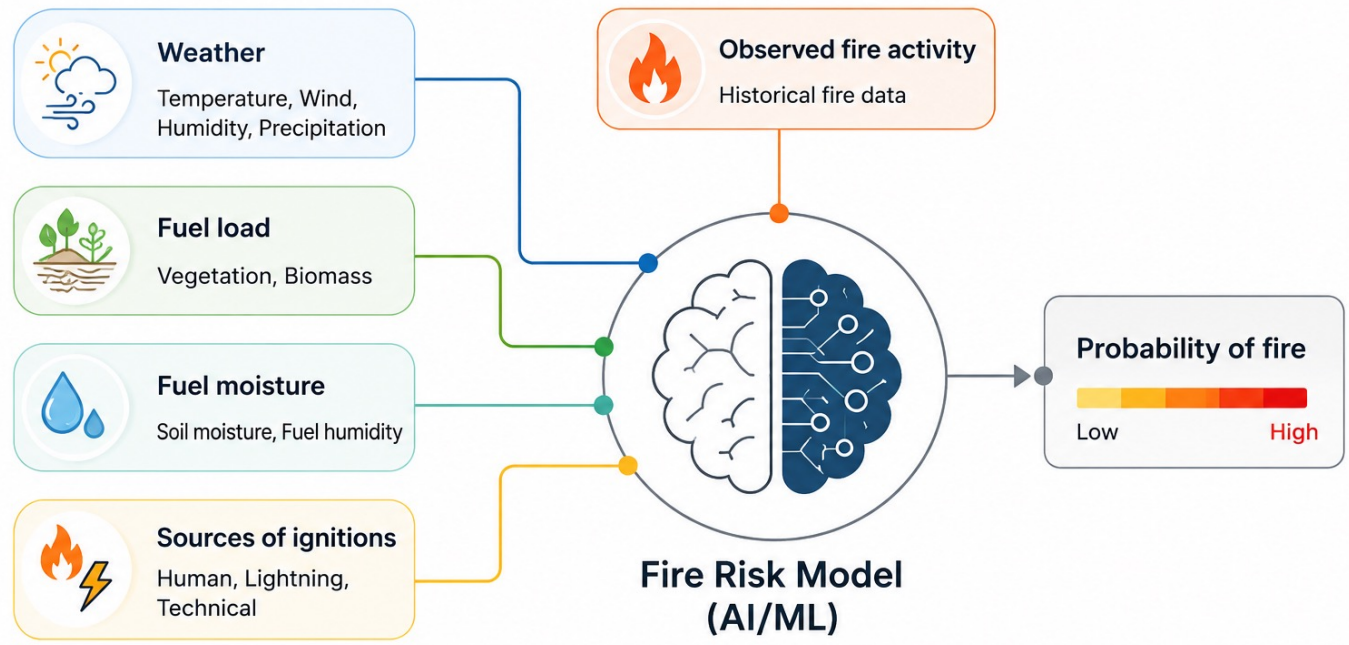 Weather
Temperature, Wind,
Humidity, Precipitation
Fuel load
Vegetation, Biomass
Fuel moisture
Soil moisture, Fuel humidity
Sources of ignitions
Human, Lightning,
Technical
Observed fire activity
Historical fire data
Fire Risk Model
(AI/ML)
Probability of fire
Low
High